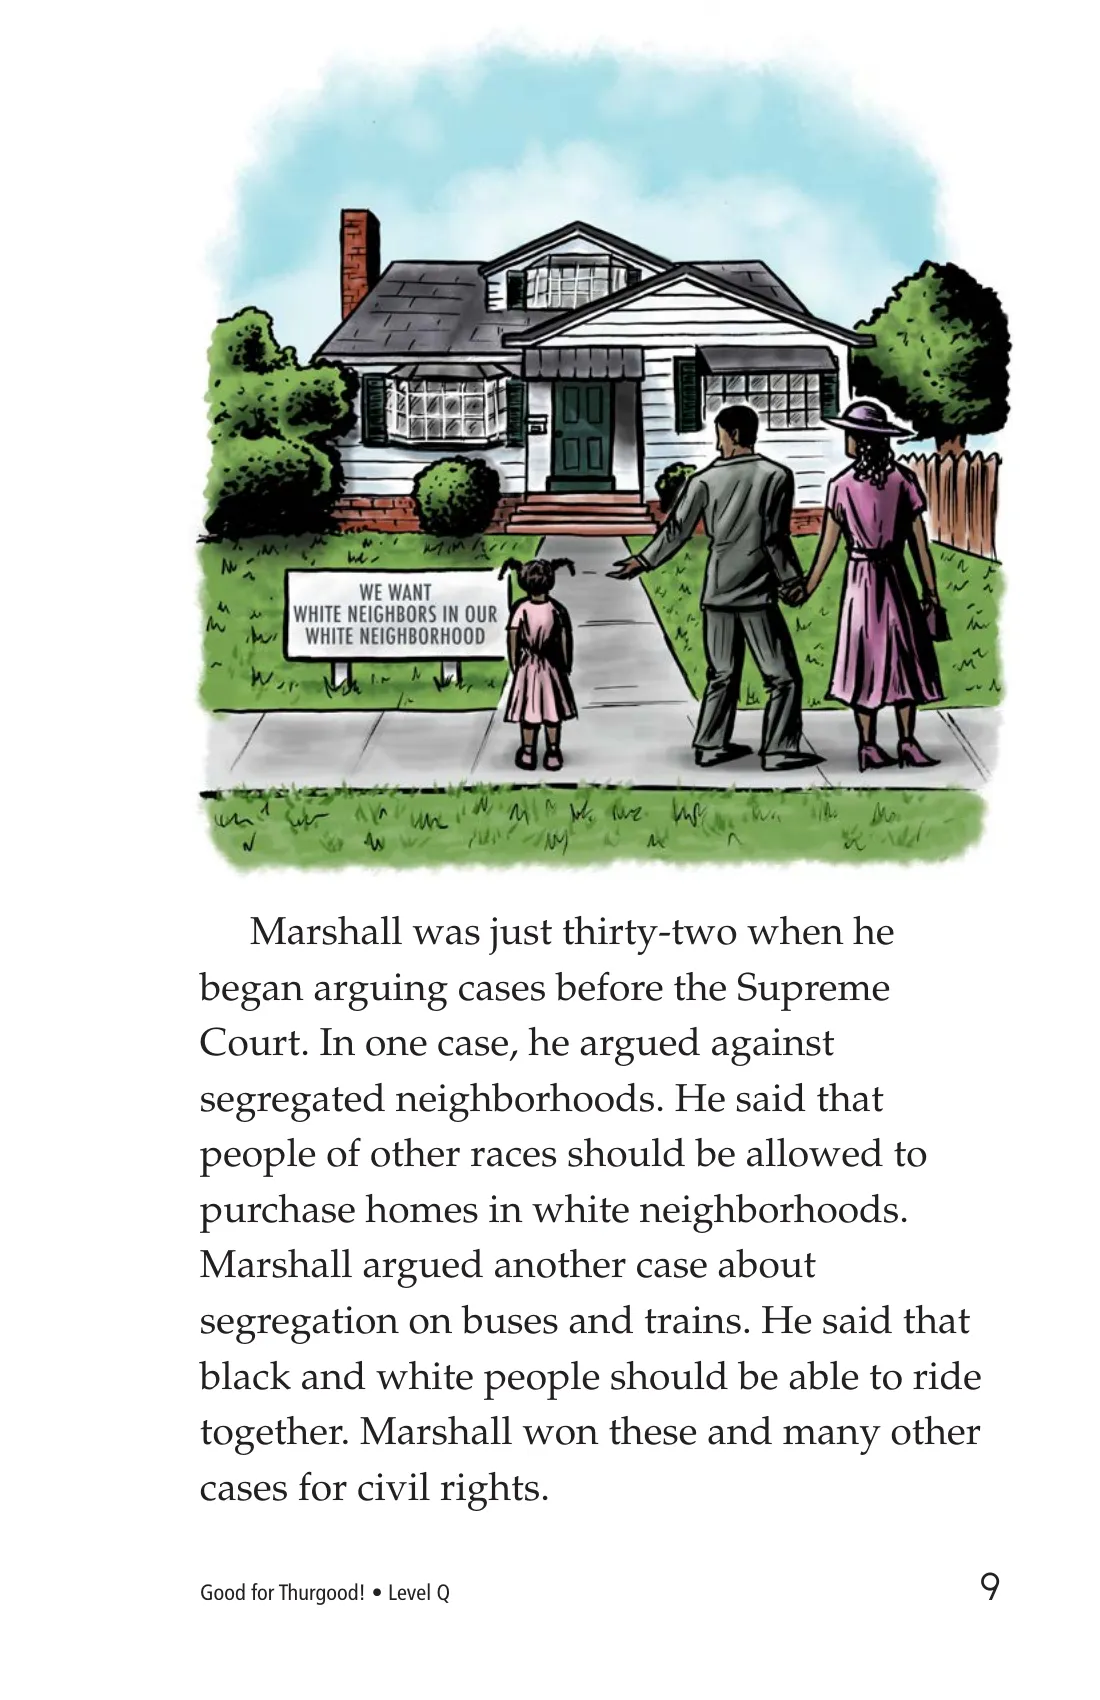 WE WANT
WHITE NEIGHBORS IN OUR
WHITE NEIGHBORHOOD
Marshall was just thirty-two when he
began arguing cases before the Supreme
Court. In one case, he argued against
segregated neighborhoods. He said that
people of other races should be allowed to
purchase homes in white neighborhoods.
Marshall argued another case about
segregation on buses and trains. He said that
black and white people should be able to ride
together. Marshall won these and many other
cases for civil rights.
Good for Thurgood! • Level Q
9